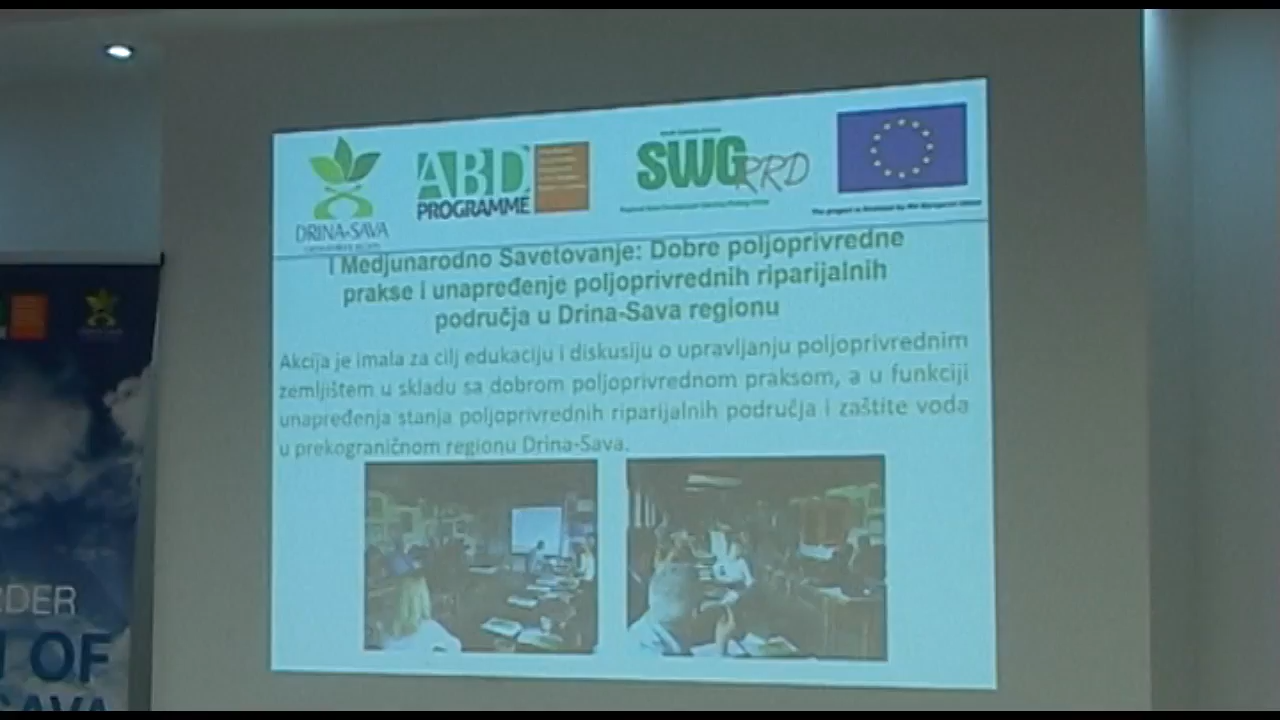 DRINA-SAVA
ABD
PROGRAMME
SWG
RRD
I Medjunarodno Savetovanje: Dobre poljoprivredne
prakse i unapređenje poljoprivrednih riparijalnih
područja u Drina-Sava regionu
Akcija je imala za cilj edukaciju i diskusiju o upravljanju poljoprivrednim
zemljištem u skladu sa dobrom poljoprivrednom praksom, a u funkciji
unapređenja stanja poljoprivrednih riparijalnih područja i zaštite voda
u prekograničnom regionu Drina-Sava.
RDER
OF
SAVA